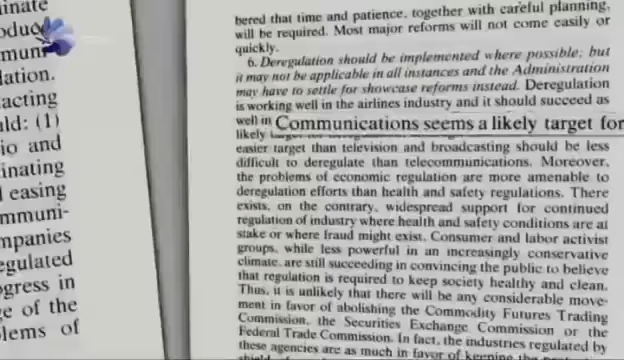 inate
mun
lation.
acting
uld: (1)
io and
inating
l easing
mmuni-
mpanies
egulated
ogress in
ge of the
blems of
bered that time and patience, together with careful planning,
will be required. Most major reforms will not come easily or
quickly.
6. Deregulation should be implemented where possible; but
it may not be applicable in all instances and the Administration
may have to settle for showcase reforms instead. Deregulation
is working well in the airlines industry and it should succeed as
well in
Communications seems a likely target for
likely
easier target than television and broadcasting should be less
difficult to deregulate than telecommunications. Moreover,
the problems of economic regulation are more amenable to
deregulation efforts than health and safety regulations. There
exists, on the contrary, widespread support for continued
regulation of industry where health and safety conditions are at
stake or where fraud might exist. Consumer and labor activist
groups, while less powerful in an increasingly conservative
climate, are still succeeding in convincing the public to believe
that regulation is required to keep society healthy and clean.
Thus, it is unlikely that there will be any considerable move-
ment in favor of abolishing the Commodity Futures Trading
Commission, the Securities Exchange Commission or the
Federal Trade Commission. In fact, the industries regulated by
these agencies are as much in favor of keeping the